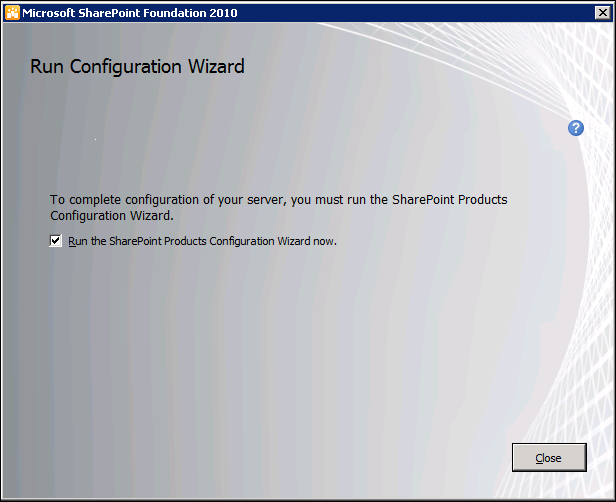 Microsoft SharePoint Foundation 2010
Run Configuration Wizard
?
To complete configuration of your server, you must run the SharePoint Products
Configuration Wizard.
Run the SharePoint Products Configuration Wizard now.
Close